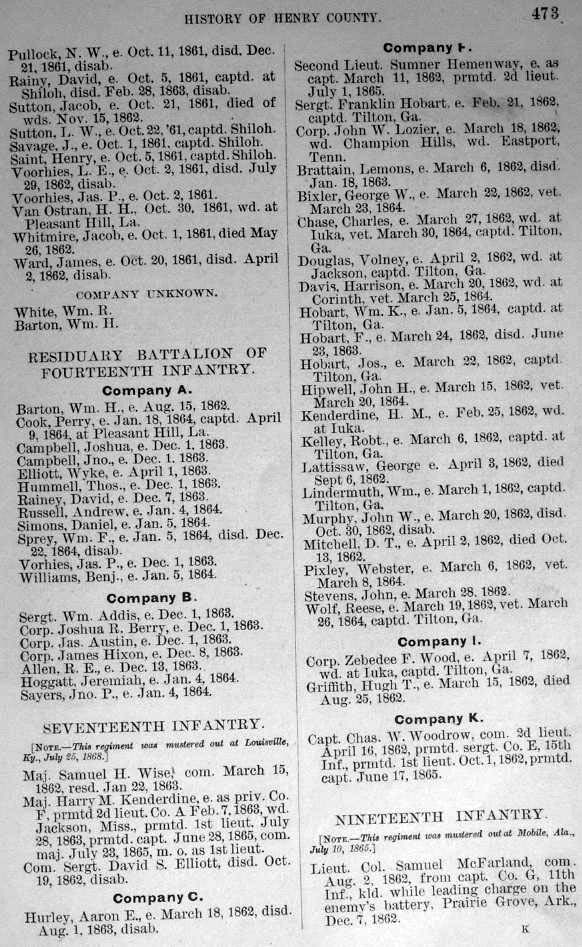 HISTORY OF HENRY COUNTY.
473
Pullock, N. W., e. Oct. 11, 1861, disd. Dec.
21, 1861, disab.
Rainy, David, e. Oct. 5, 1861, captd. at
Shiloh, disd. Feb. 28, 1863, disab.
Sutton, Jacob, e. Oct. 21, 1861, died of
wds. Nov. 15, 1862.
Sutton, L. W., e. Oct. 22, '61, captd. Shiloh.
Savage, J., e. Oct. 1, 1861, captd. Shiloh.
Saint, Henry, e. Oct. 5, 1861, captd. Shiloh.
Voorhies, L. E., e. Oct. 2, 1861, disd. July
29, 1862, disab.
Voorhies, Jas. P., e. Oct. 2, 1861.
Van Ostran, H. H., Oct. 30, 1861, wd. at
Pleasant Hill, La.
Whitmire, Jacob, e. Oct. 1, 1861, died May
26, 1862.
Ward, James, e. Oct. 20, 1861, disd. April
2, 1862, disab.
COMPANY UNKNOWN.
White, Wm. R.
Barton, Wm. H.
RESIDUARY BATTALION OF
FOURTEENTH INFANTRY.
Company A.
Barton, Wm. H., e. Aug. 15, 1862.
Cook, Perry, e. Jan. 18, 1864, captd. April
9, 1864, at Pleasant Hill, La.
Campbell, Joshua, e. Dec. 1, 1863.
Campbell, Jno., e. Dec. 1, 1863.
Elliott, Wyke, e. April 1, 1863.
Hummell, Thos., e. Dec. 1, 1863.
Rainey, David, e. Dec. 7, 1863.
Russell, Andrew, e. Jan. 4, 1864.
Simons, Daniel, e. Jan. 5, 1864.
Sprey, Wm. F., e. Jan. 5, 1864, disd. Dec.
22, 1864, disab.
Vorhies, Jas. P., e. Dec. 1, 1863.
Williams, Benj., e. Jan. 5, 1864.
Company B.
Sergt. Wm. Addis, e. Dec. 1, 1863.
Corp. Joshua R. Berry, e. Dec. 1, 1863.
Corp. Jas. Austin, e. Dec. 1, 1863.
Corp. James Hixon, e. Dec. 8, 1863.
Allen, R. E., e. Dec. 13, 1863.
Hoggatt, Jeremiah, e. Jan. 4, 1864.
Sayers, Jno. P., e. Jan. 4, 1864.
SEVENTEENTH INFANTRY.
[NOTE.—This regiment was mustered out at Louisville,
Ky., July 25, 1868.]
Maj. Samuel H. Wise, com. March 15,
1862, resd. Jan 22, 1863.
Maj. Harry M. Kenderdine, e. as priv. Co.
F, prmtd 2d lieut. Co. A Feb. 7, 1863, wd.
Jackson, Miss., prmtd. 1st lieut. July
28, 1863, prmtd. capt. June 28, 1865, com.
maj. July 23, 1865, m. o. as 1st lieut.
Com. Sergt. David S. Elliott, disd. Oct.
19, 1862, disab.
Company C.
Hurley, Aaron E., e. March 18, 1862, disd.
Aug. 1, 1863, disab.
Company F.
Second Lieut. Sumner Hemenway, e. as
capt. March 11, 1862, prmtd. 2d lieut.
July 1, 1865.
Sergt. Franklin Hobart, e. Feb. 21, 1862,
captd. Tilton, Ga.
Corp. John W. Lozier, e. March 18, 1862,
wd. Champion Hills, wd. Eastport,
Tenn.
Brattain, Lemons, e. March 6, 1862, disd.
Jan. 18, 1863.
Bixler, George W., e. March 22, 1862, vet.
March 23, 1864.
Chase, Charles, e. March 27, 1862, wd. at
Iuka, vet. March 30, 1864, captd. Tilton,
Ga.
Douglas, Volney, e. April 2, 1862, wd. at
Jackson, captd. Tilton, Ga.
Davis, Harrison, e. March 20, 1862, wd. at
Corinth, vet. March 25, 1864.
Hobart, Wm. K., e. Jan. 5, 1864, captd. at
Tilton, Ga.
Hobart, F., e. March 24, 1862, disd. June
23, 1863.
Hobart, Jos., e. March 22, 1862, captd.
Tilton, Ga.
Hipwell, John H., e. March 15, 1862, vet.
March 20, 1864.
Kenderdine, H. M., e. Feb. 25, 1862, wd.
at Iuka.
Kelley, Robt., e. March 6, 1862, captd. at
Tilton, Ga.
Lattissaw, George e. April 3, 1862, died
Sept 6, 1862.
Lindermuth, Wm., e. March 1, 1862, captd.
Tilton, Ga.
Murphy, John W., e. March 20, 1862, disd.
Oct. 30, 1862, disab.
Mitchell, D. T., e. April 2, 1862, died Oct.
13, 1862.
Pixley, Webster, e. March 6, 1862, vet.
March 8, 1864.
Stevens, John, e. March 28, 1862.
Wolf, Reese, e. March 19, 1862, vet. March
26, 1864, captd. Tilton, Ga.
Company I.
Corp. Zebedee F. Wood, e. April 7, 1862,
wd. at Iuka, captd. Tilton, Ga.
Griffith, Hugh T., e. March 15, 1862, died
Aug. 25, 1862.
Company K.
Capt. Chas. W. Woodrow, com. 2d lieut.
April 16, 1862, prmtd. sergt. Co. E, 15th
Inf., prmtd. 1st lieut. Oct. 1, 1862, prmtd.
capt. June 17, 1865.
NINETEENTH INFANTRY.
[NOTE.—This regiment was mustered out at Mobile, Ala.,
July 10, 1865.]
Lieut. Col. Samuel McFarland, com.
Aug. 2, 1862, from capt. Co. G, 11th
Inf., kld. while leading charge on the
enemy's battery, Prairie Grove, Ark.,
Dec. 7, 1862.
K